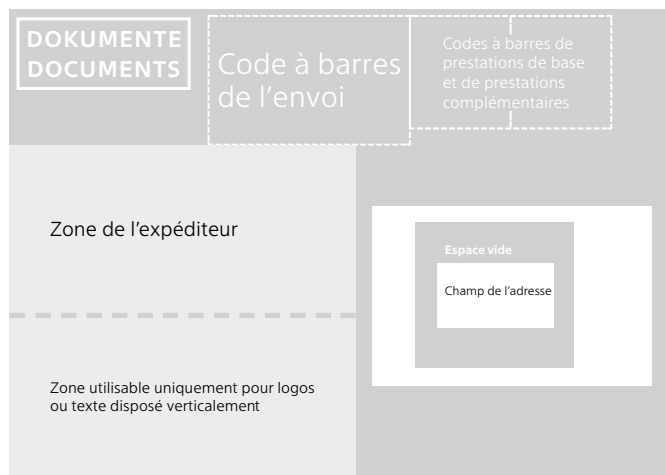 DOKUMENTE
DOCUMENTS
Code à barres
de l’envoi
Codes à barres de
prestations de base
et de prestations
complémentaires
Zone de l’expéditeur
Espace vide
Champ de l’adresse
Zone utilisable uniquement pour logos
ou texte disposé verticalement